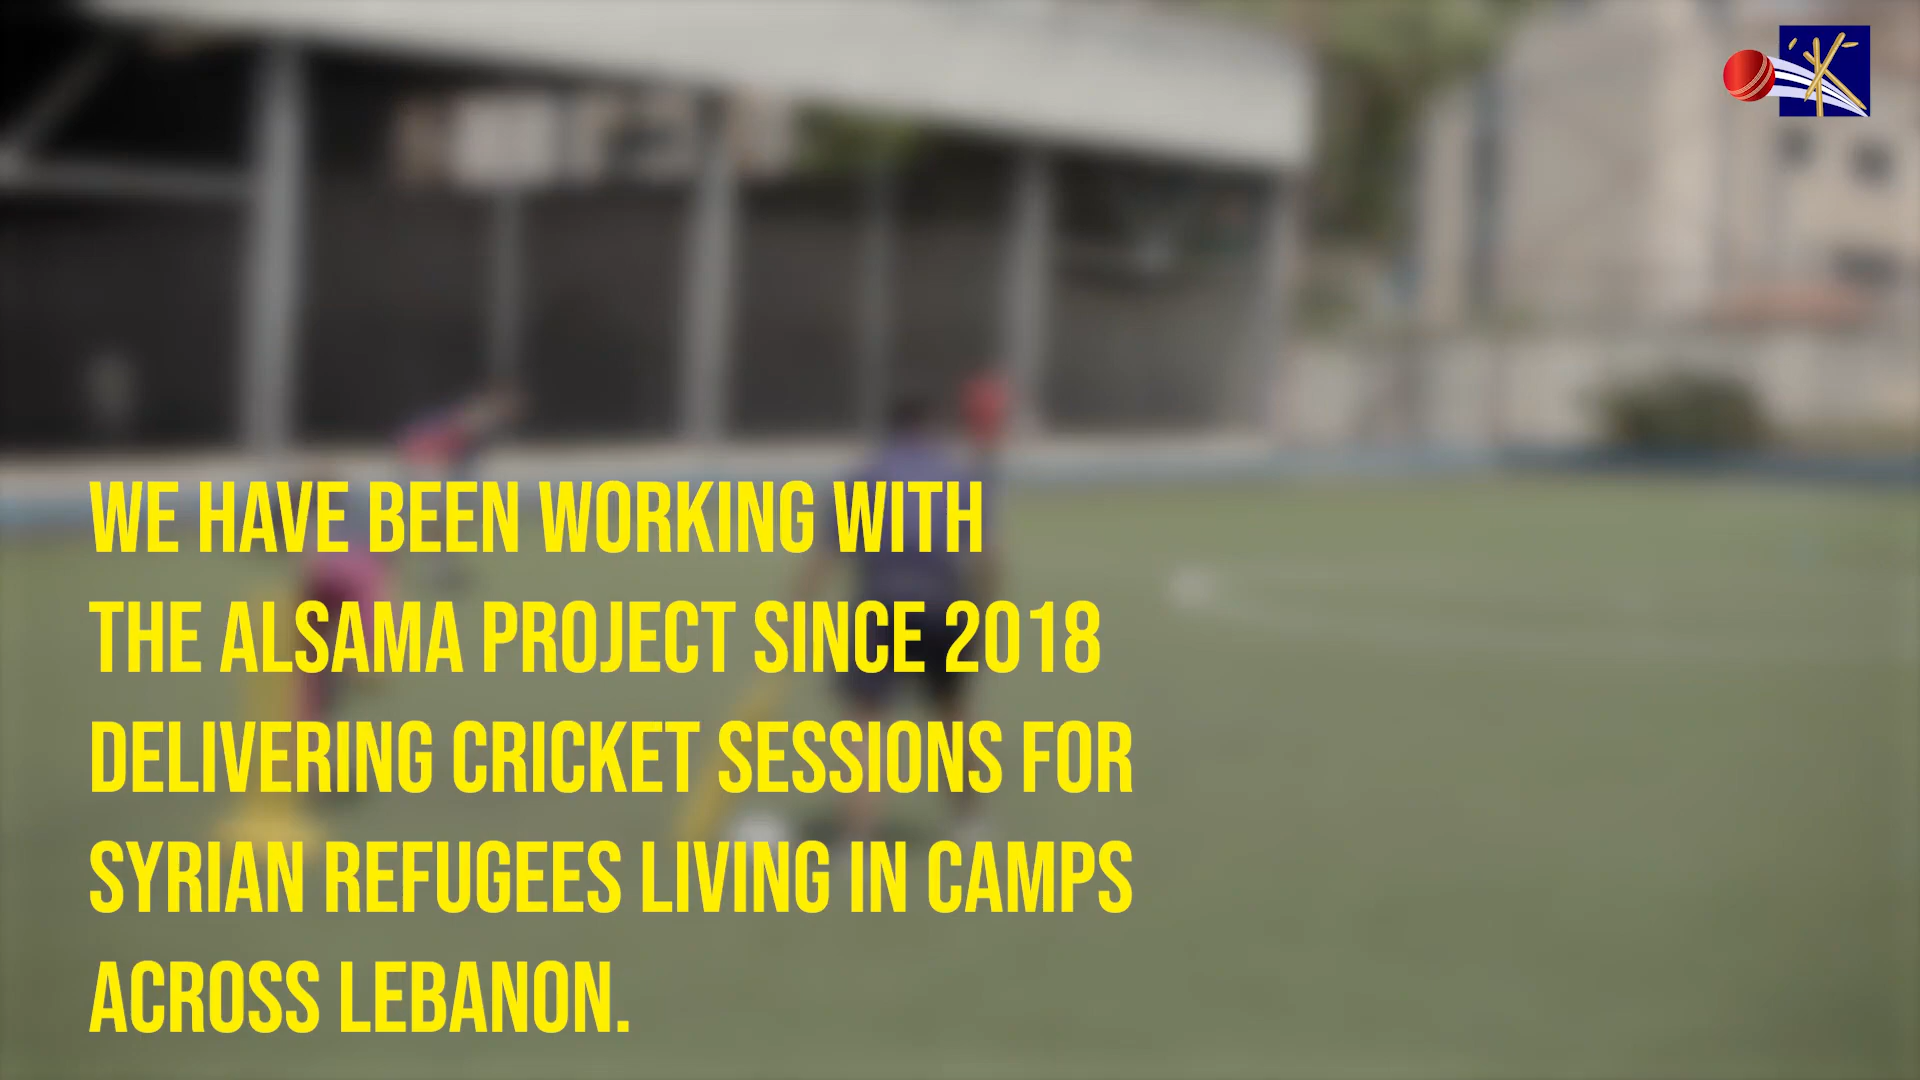 WE HAVE BEEN WORKING WITH
THE ALSAMA PROJECT SINCE 2018
DELIVERING CRICKET SESSIONS FOR
SYRIAN REFUGEES LIVING IN CAMPS
ACROSS LEBANON.